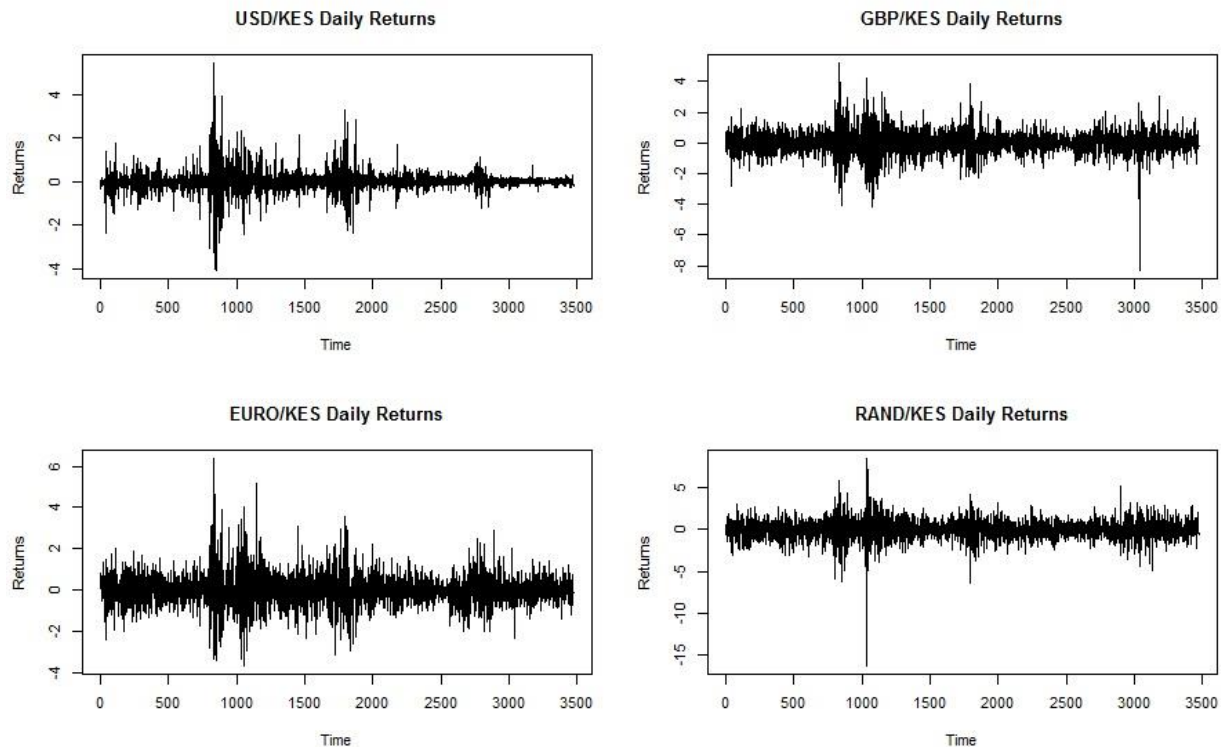 USD/KES Daily Returns
Returns
4
2
0
-2
-4
0 500 1000 1500 2000 2500 3000 3500
Time
GBP/KES Daily Returns
Returns
4
2
0
-2
-4
-6
-8
0 500 1000 1500 2000 2500 3000 3500
Time
EURO/KES Daily Returns
Returns
6
4
2
0
-2
-4
0 500 1000 1500 2000 2500 3000 3500
Time
RAND/KES Daily Returns
Returns
5
0
-5
-10
-15
0 500 1000 1500 2000 2500 3000 3500
Time